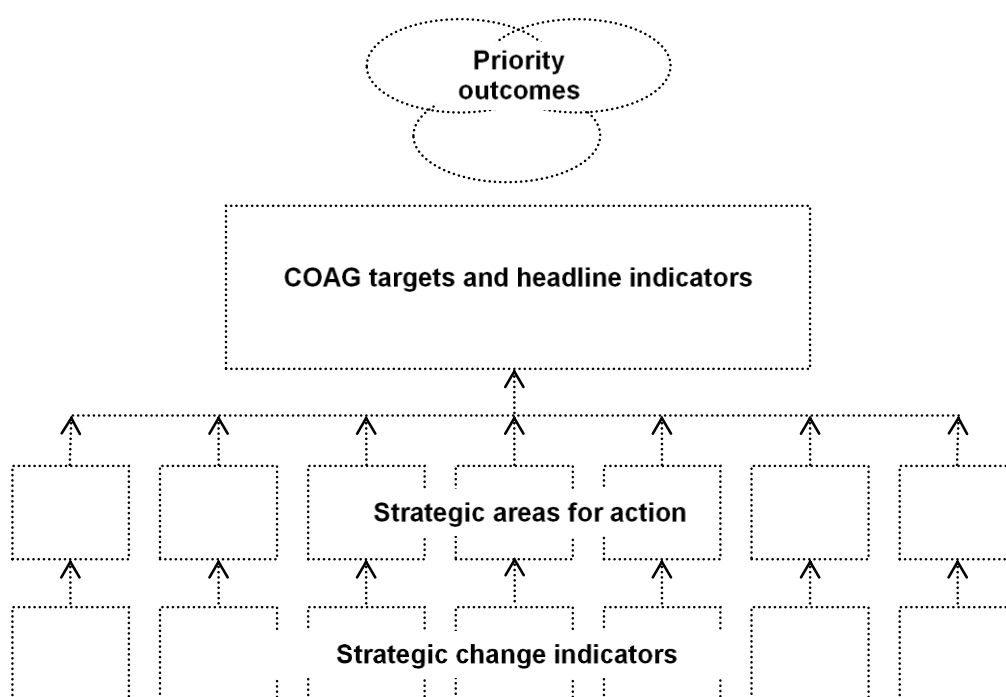 Priority
outcomes
COAG targets and headline indicators
Strategic areas for action
Strategic change indicators